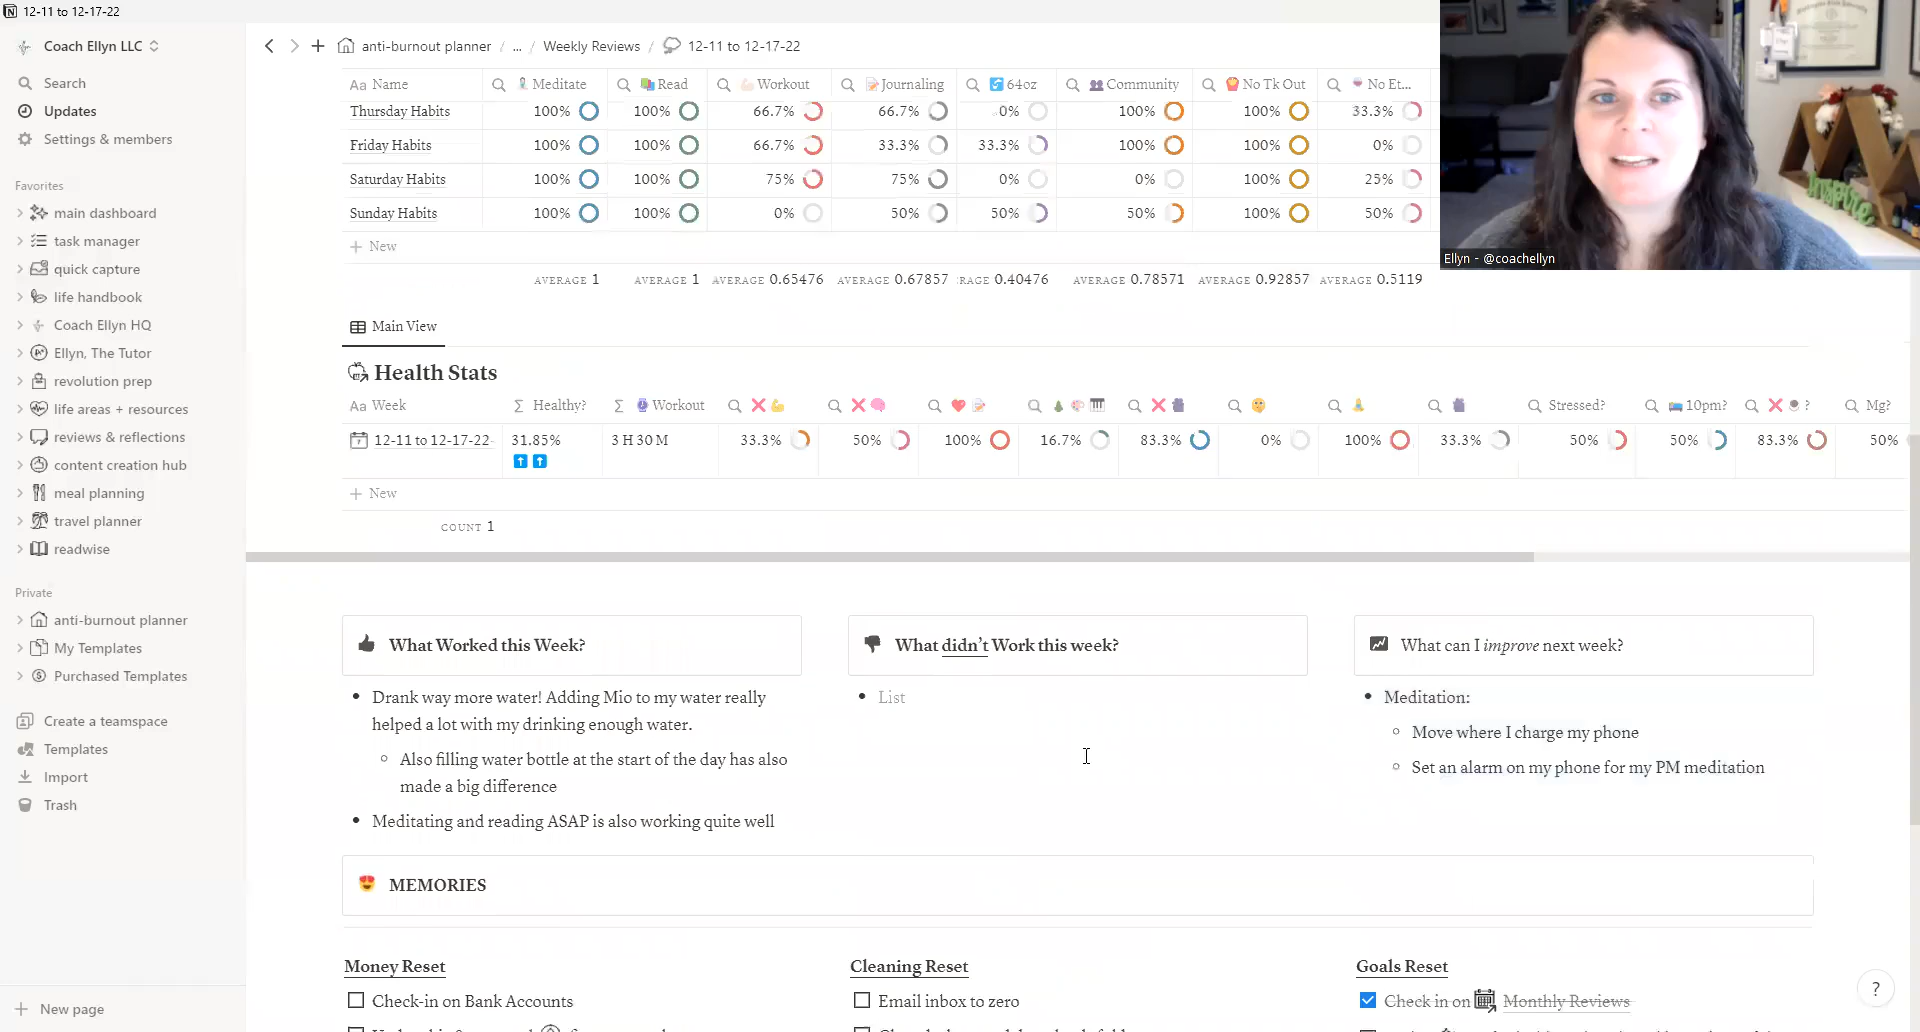 12-11 to 12-17-22
Coach Ellyn LLC
Search
Updates
Settings & members
Favorites
main dashboard
task manager
quick capture
life handbook
Coach Ellyn HQ
Ellyn, The Tutor
revolution prep
life areas + resources
reviews & reflections
content creation hub
meal planning
travel planner
readwise
Private
anti-burnout planner
My Templates
Purchased Templates
Create a teamspace
Templates
Import
Trash
New page
anti-burnout planner / ... / Weekly Reviews / 12-11 to 12-17-22
Aa Name Meditate Read Workout Journaling 64oz Community No Tk Out No Et...
Thursday Habits 100% 100% 66.7% 66.7% 0% 100% 100% 33.3%
Friday Habits 100% 100% 66.7% 33.3% 33.3% 100% 100% 0%
Saturday Habits 100% 100% 75% 75% 0% 0% 100% 25%
Sunday Habits 100% 100% 0% 50% 50% 50% 100% 50%
+ New
AVERAGE 1 AVERAGE 1 AVERAGE 0.65476 AVERAGE 0.67857 RAGE 0.40476 AVERAGE 0.78571 AVERAGE 0.92857 AVERAGE 0.5119
Ellyn - @coachellyn
Main View
Health Stats
Aa Week Σ Healthy? Σ Workout Stressed? 10pm? ? Mg?
12-11 to 12-17-22 31.85% 3 H 30 M 33.3% 50% 100% 16.7% 83.3% 0% 100% 33.3% 50% 50% 83.3% 50%
+ New
COUNT 1
What Worked this Week?
• Drank way more water! Adding Mio to my water really
helped a lot with my drinking enough water.
◦ Also filling water bottle at the start of the day has also
made a big difference
• Meditating and reading ASAP is also working quite well
What didn't Work this week?
• List
What can I improve next week?
• Meditation:
◦ Move where I charge my phone
◦ Set an alarm on my phone for my PM meditation
MEMORIES
Money Reset
Check-in on Bank Accounts
Cleaning Reset
Email inbox to zero
Goals Reset
Check in on Monthly Reviews
?